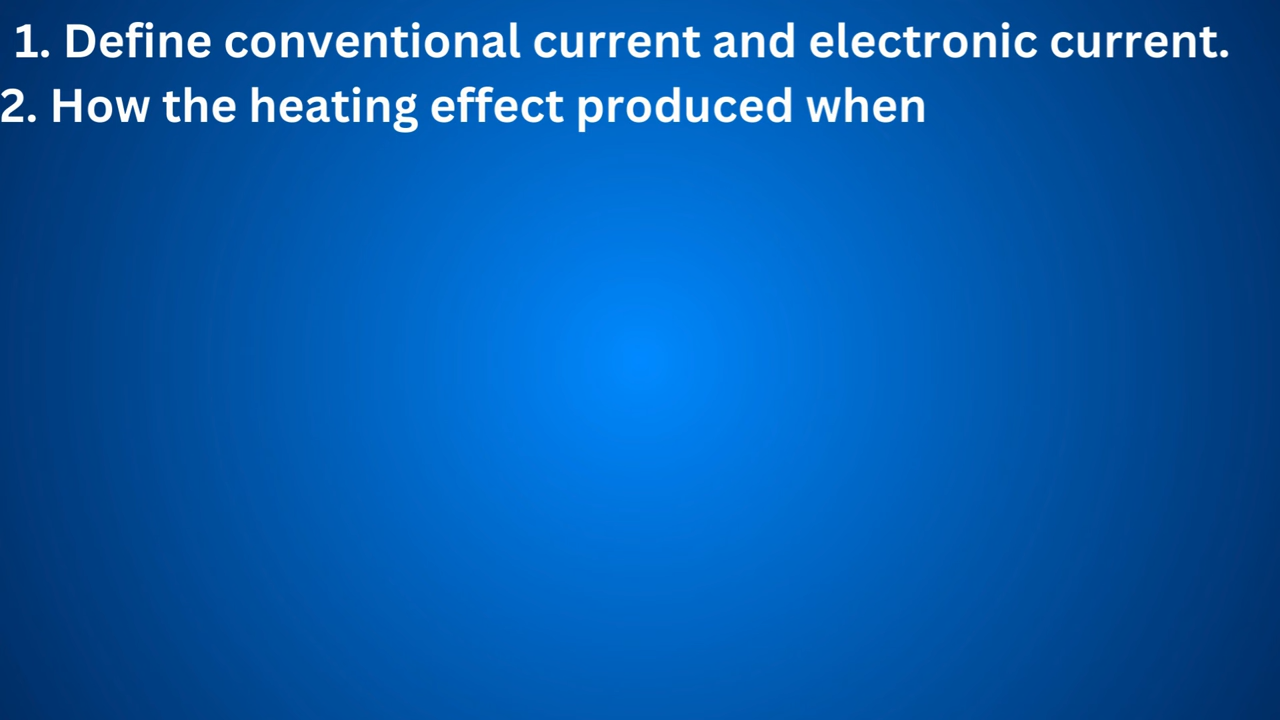 1. Define conventional current and electronic current.
2. How the heating effect produced when